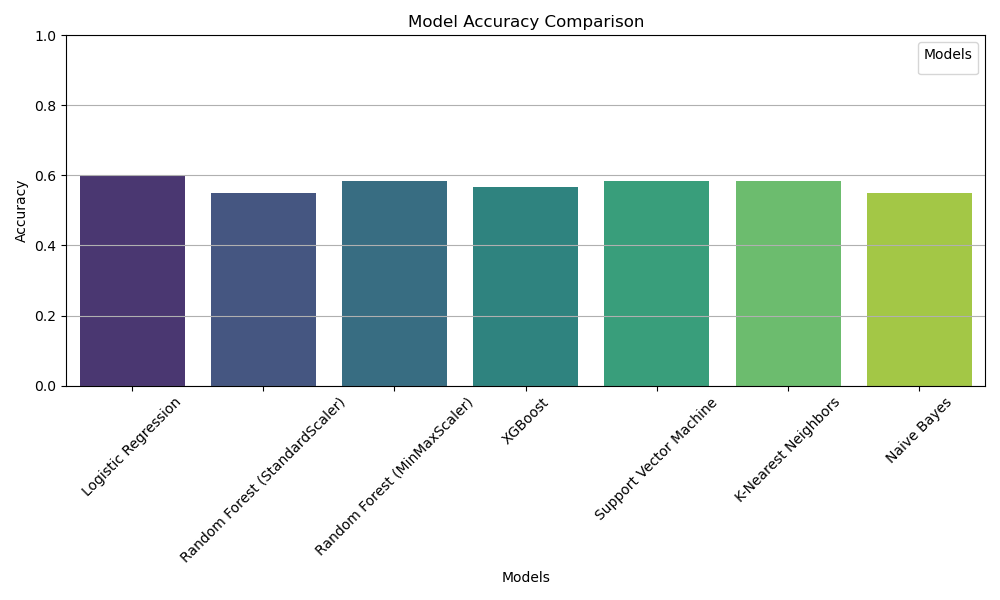 Model Accuracy Comparison
Models
Accuracy
1.0
0.8
0.6
0.4
0.2
0.0
Logistic Regression
Random Forest (StandardScaler)
Random Forest (MinMaxScaler)
XGBoost
Support Vector Machine
K-Nearest Neighbors
Naive Bayes
Models